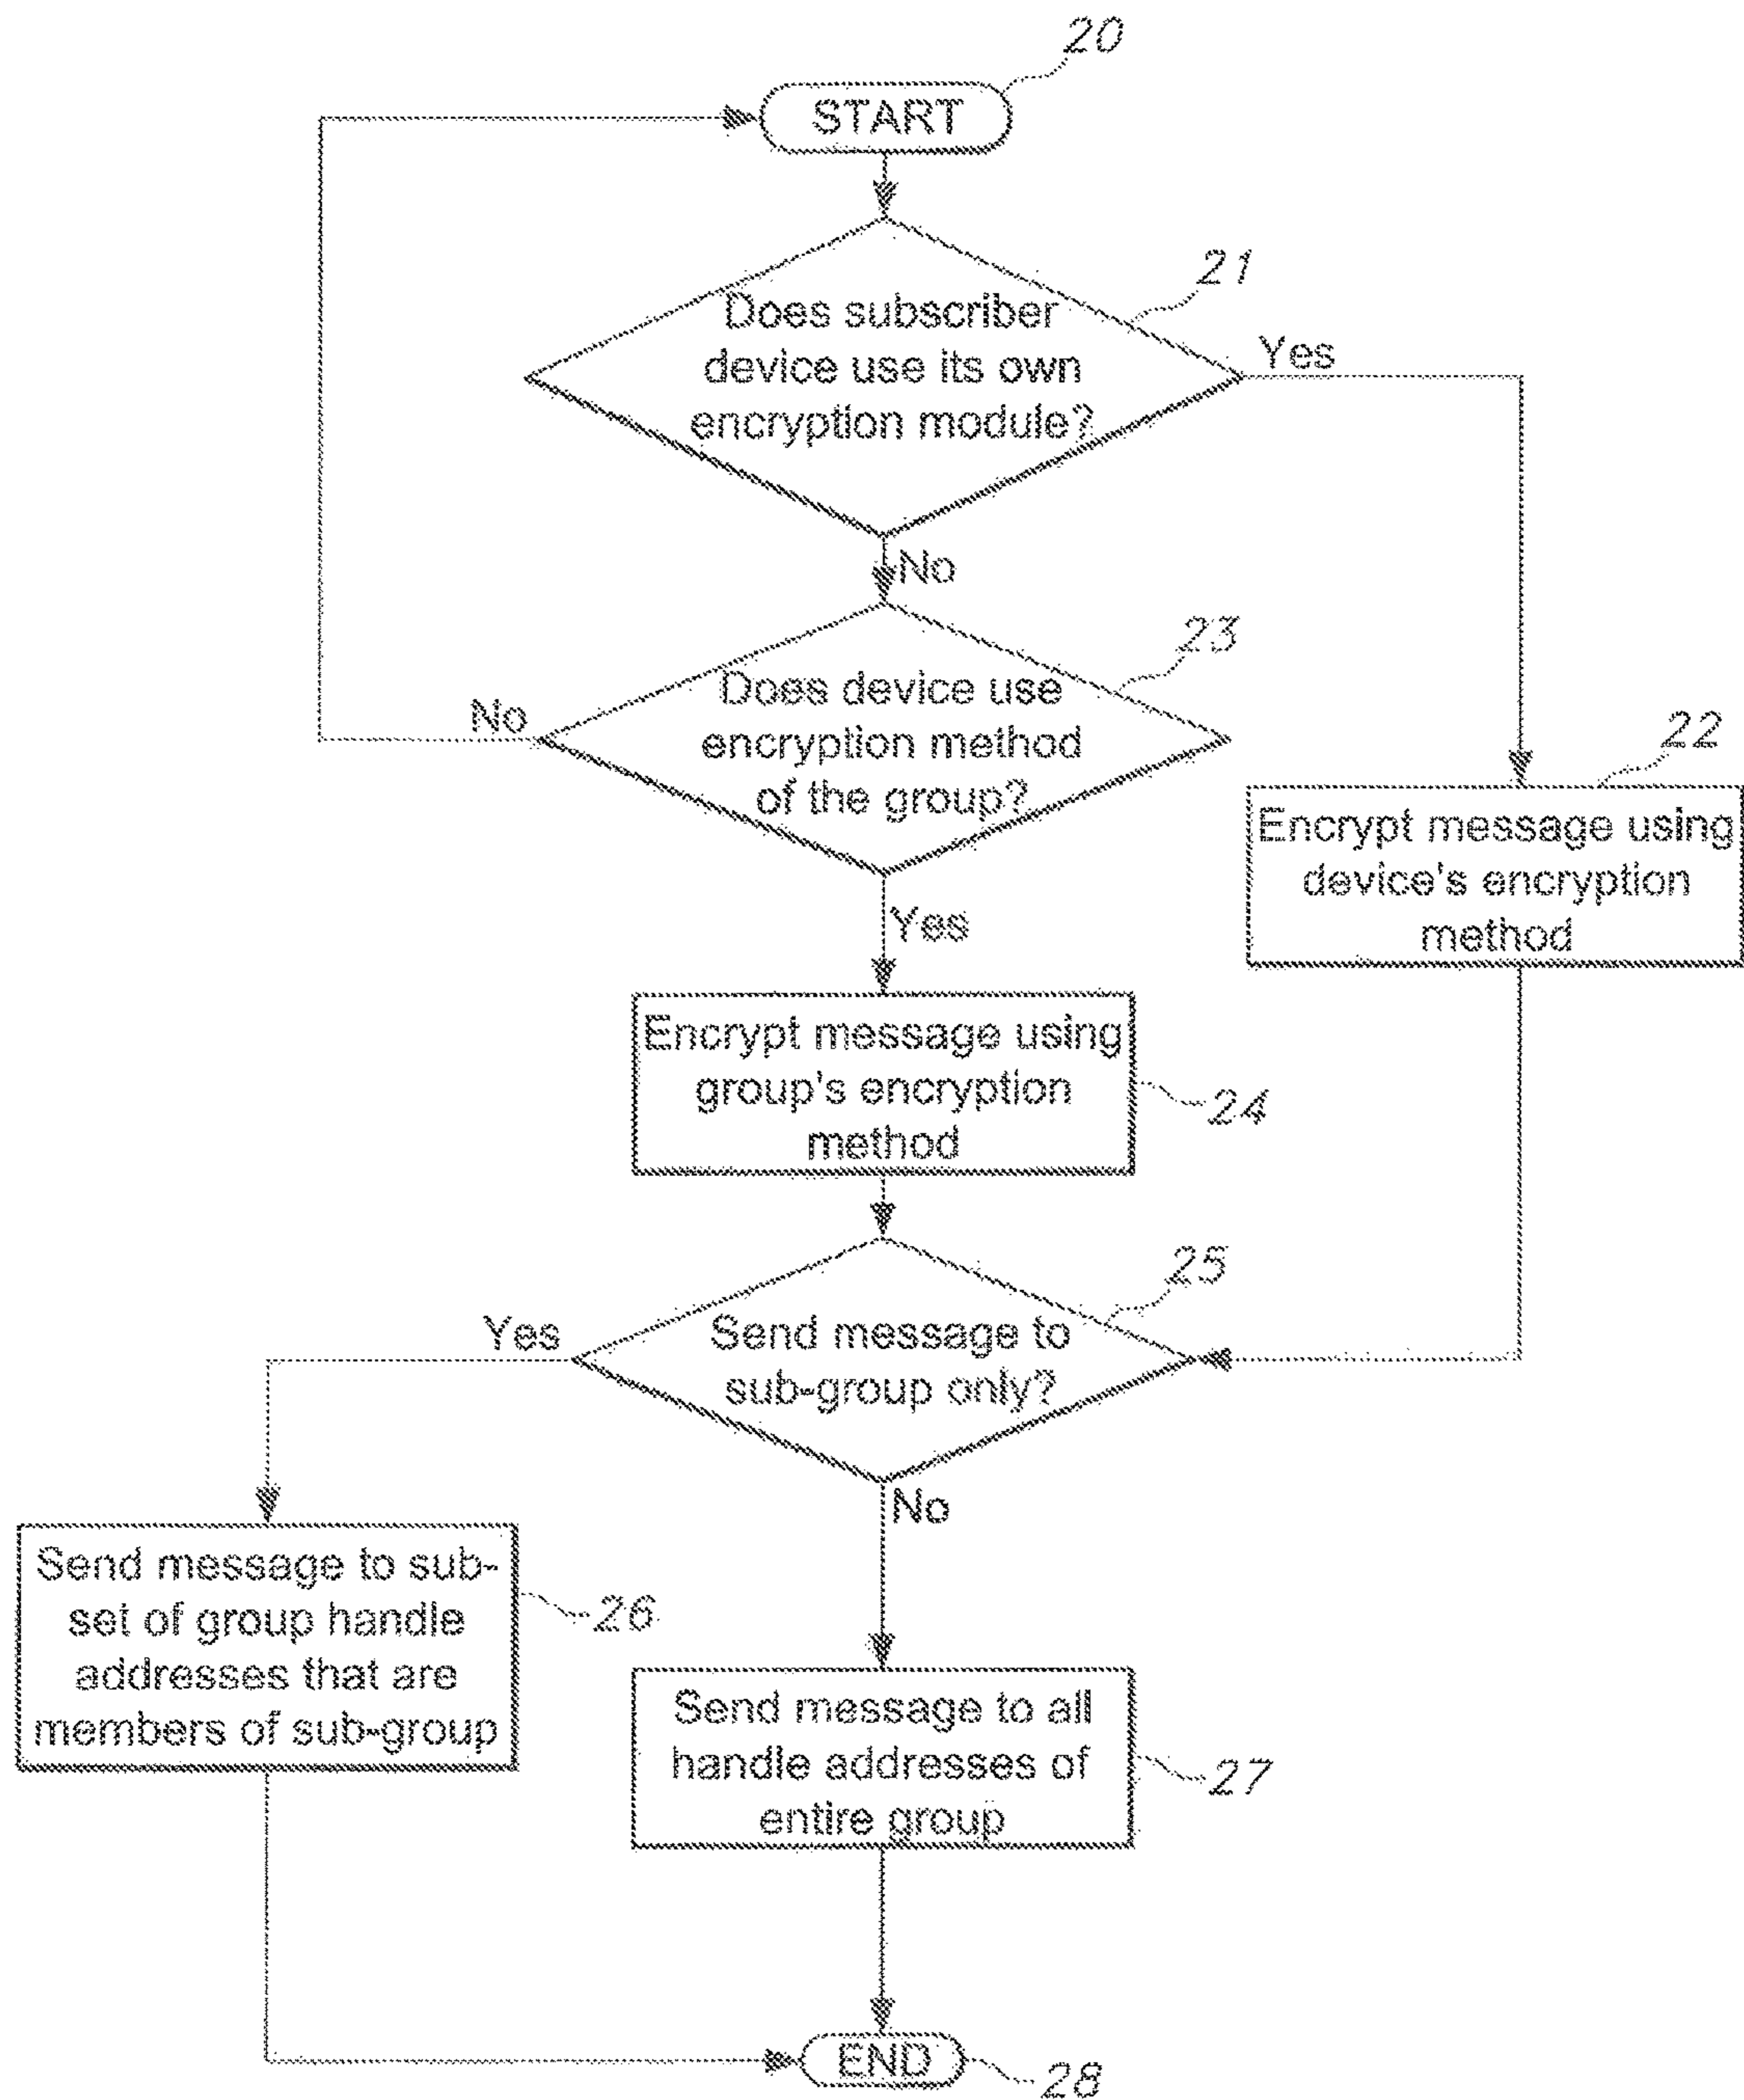 20
START
21
Does subscriber
device use its own
encryption module?
Yes
No
23
Does device use
encryption method
of the group?
No
22
Encrypt message using
device's encryption
method
Yes
Encrypt message using
group's encryption
method
24
25
Yes
Send message to
sub-group only?
No
Send message to sub-
set of group handle
addresses that are
members of sub-group
26
Send message to all
handle addresses of
entire group
27
END
28